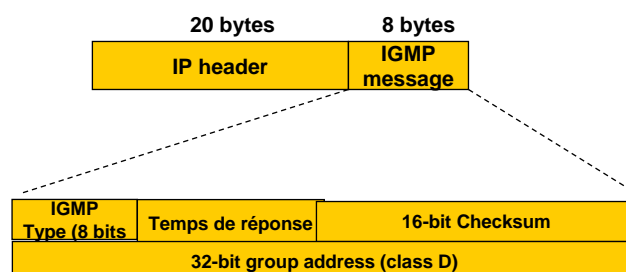 20 bytes 8 bytes
IP header
IGMP
message
IGMP
Type (8 bits
Temps de réponse
16-bit Checksum
32-bit group address (class D)